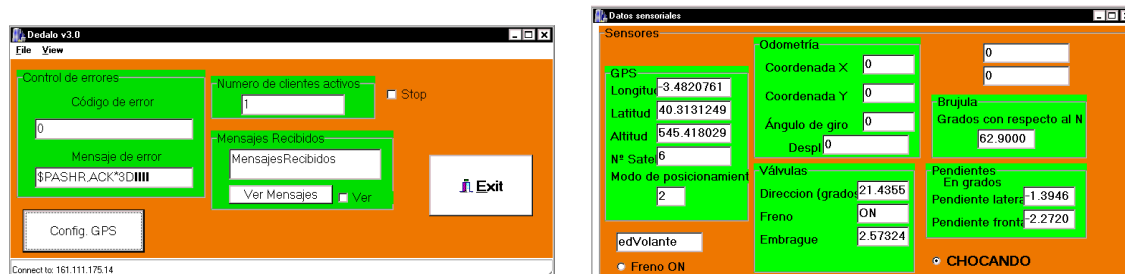 Dedalo v3.0
File View
Control de errores
Código de error
0
Mensaje de error
$PASHR,ACK*3D
Config. GPS
Numero de clientes activos
1
Stop
Mensajes Recibidos
MensajesRecibidos
Ver Mensajes
Ver
Exit
Connect to: 161.111.175.14
Datos sensoriales
Sensores
GPS
Longitud -3.4820761
Latitud 40.3131249
Altitud 545.418029
Nº Satel 6
Modo de posicionamient
2
edVolante
Freno ON
Odometría
Coordenada X 0
Coordenada Y 0
Ángulo de giro 0
Despl 0
Válvulas
Direccion (grados 21.4355
Freno ON
Embrague 2.57324
0
0
Brujula
Grados con respecto al N
62.9000
Pendientes
En grados
Pendiente latera -1.3946
Pendiente fronta -2.2720
CHOCANDO